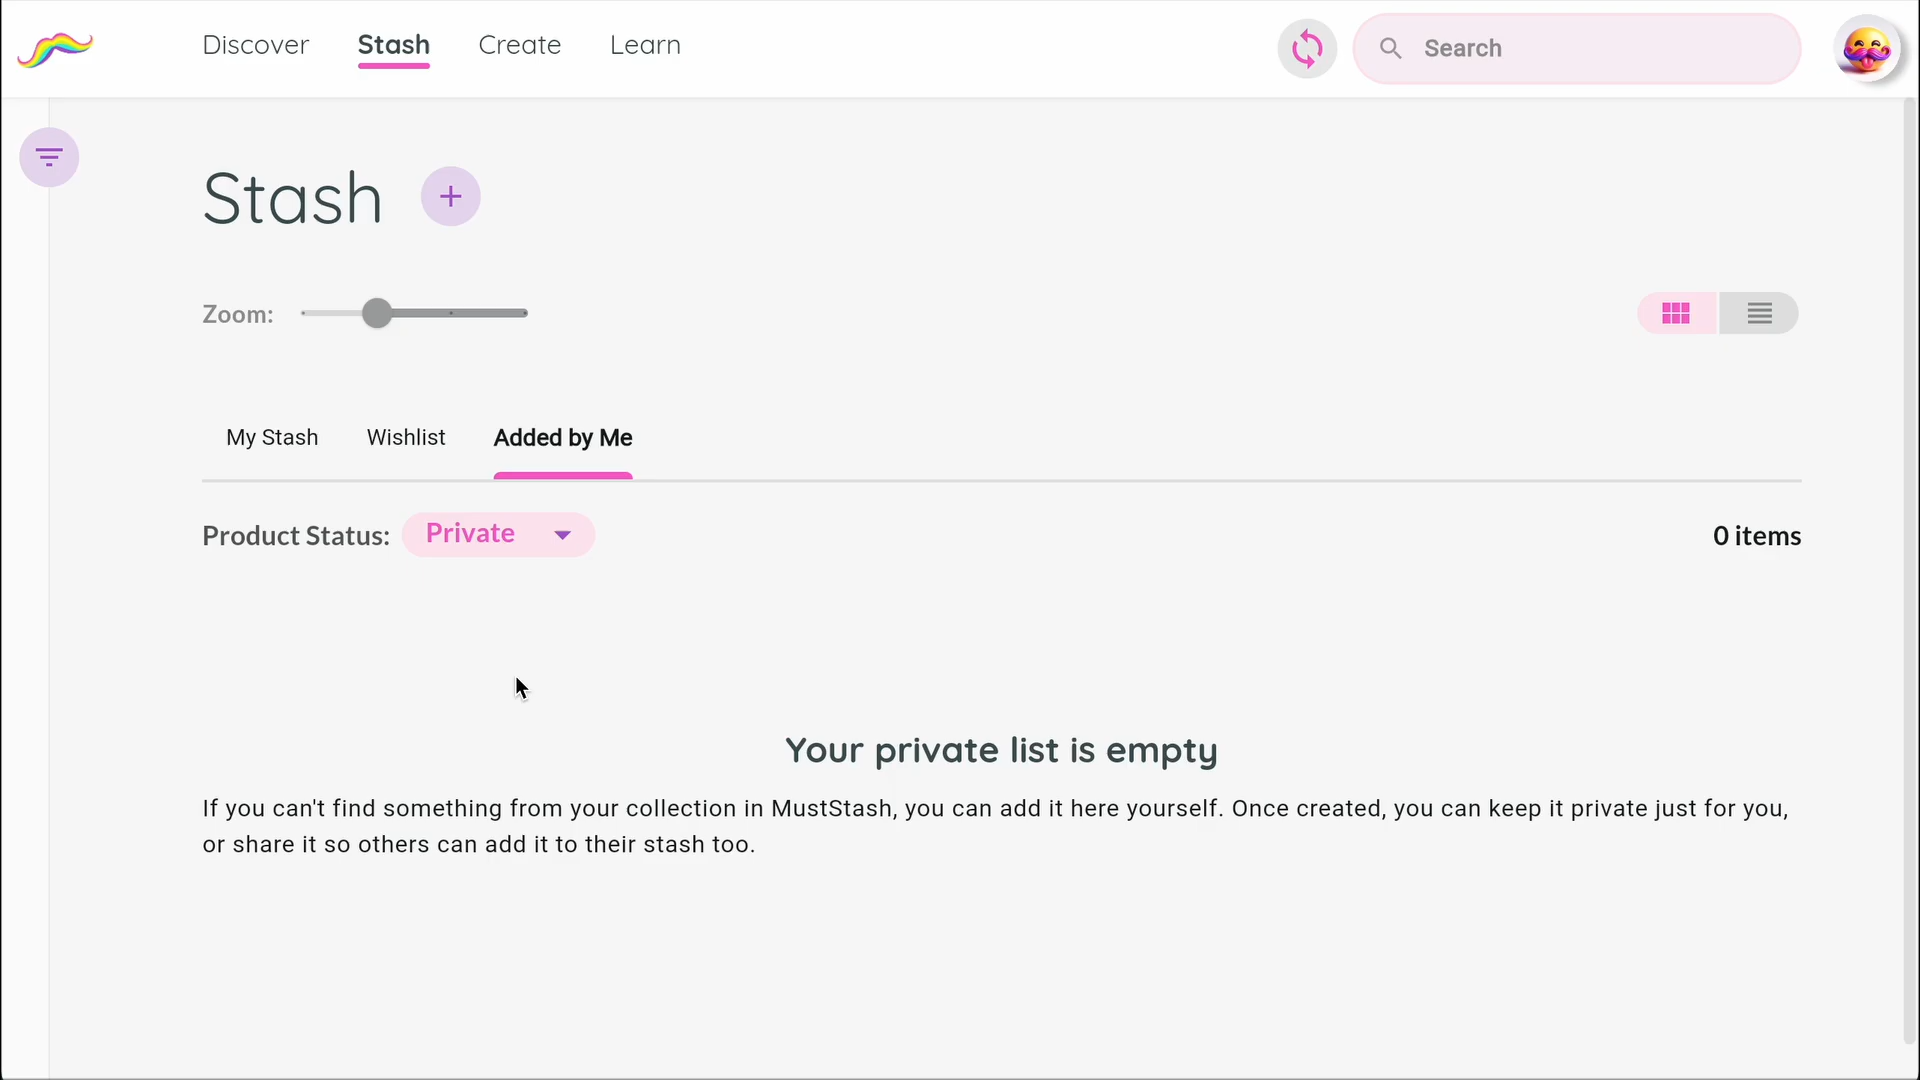 Discover Stash Create Learn Search
Stash
Zoom:
My Stash Wishlist Added by Me
Product Status: Private 0 items
Your private list is empty
If you can't find something from your collection in MustStash, you can add it here yourself. Once created, you can keep it private just for you,
or share it so others can add it to their stash too.